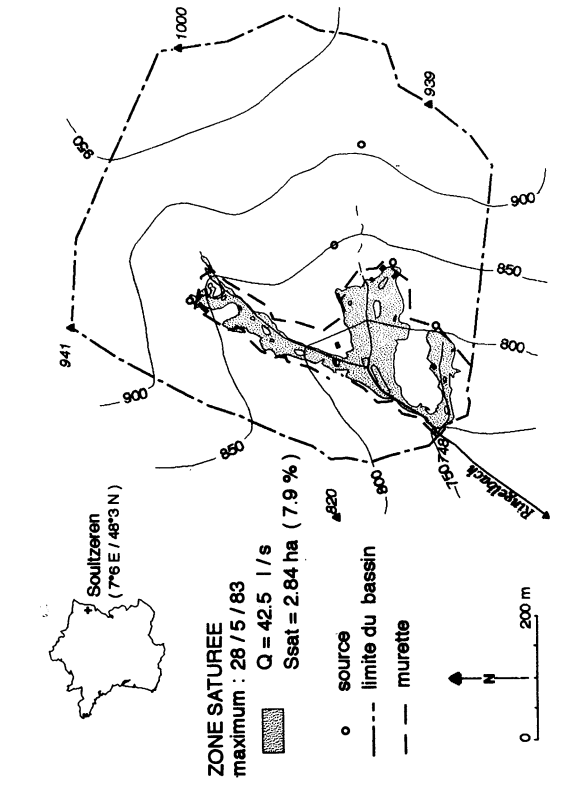 Soultzeren
(7°6 E / 48°3 N)
ZONE SATUREE
maximum : 28 / 5 / 83
Q = 42.5 l / s
Ssat = 2.84 ha ( 7.9 % )
source
limite du bassin
murette
N
0
200 m
1000
939
950
900
850
800
941
900
850
800
820
750
748
Ringelbach